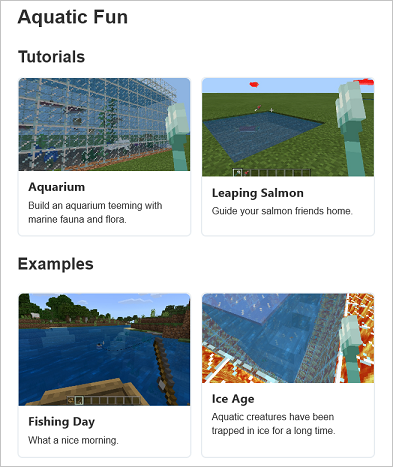 Aquatic Fun
Tutorials
Aquarium
Build an aquarium teeming with
marine fauna and flora.
Leaping Salmon
Guide your salmon friends home.
Examples
Fishing Day
What a nice morning.
Ice Age
Aquatic creatures have been
trapped in ice for a long time.